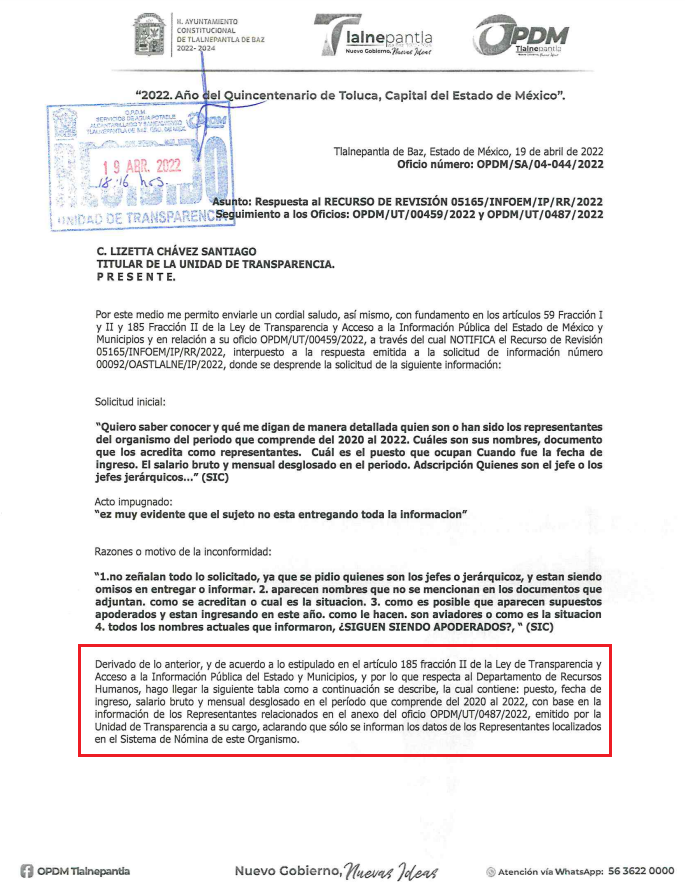 II. AYUNTAMIENTO
CONSTITUCIONAL
DE TLALNEPANTLA DE BAZ
2022-2024
Tlalnepantla
Nuevo Gobierno, Nuevas Ideas
OPDM
Tlalnepantla
"2022. Año del Quincentenario de Toluca, Capital del Estado de México".
O.P.D.M.
SERVICIOS DE AGUA POTABLE
OPDM
19 ABR. 2022
18:16 hrs.
UNIDAD DE TRANSPARENCIA
Tlalnepantla de Baz, Estado de México, 19 de abril de 2022
Oficio número: OPDM/SA/04-044/2022
Asunto: Respuesta al RECURSO DE REVISIÓN 05165/INFOEM/IP/RR/2022
Seguimiento a los Oficios: OPDM/UT/00459/2022 y OPDM/UT/0487/2022
C. LIZETTA CHÁVEZ SANTIAGO
TITULAR DE LA UNIDAD DE TRANSPARENCIA.
P R E S E N T E.
Por este medio me permito enviarle un cordial saludo, así mismo, con fundamento en los artículos 59 Fracción I
y II y 185 Fracción II de la Ley de Transparencia y Acceso a la Información Pública del Estado de México y
Municipios y en relación a su oficio OPDM/UT/00459/2022, a través del cual NOTIFICA el Recurso de Revisión
05165/INFOEM/IP/RR/2022, interpuesto a la respuesta emitida a la solicitud de información número
00092/OASTLALNE/IP/2022, donde se desprende la solicitud de la siguiente información:
Solicitud inicial:
"Quiero saber conocer y qué me digan de manera detallada quien son o han sido los representantes
del organismo del periodo que comprende del 2020 al 2022. Cuáles son sus nombres, documento
que los acredita como representantes. Cuál es el puesto que ocupan Cuando fue la fecha de
ingreso. El salario bruto y mensual desglosado en el periodo. Adscripción Quienes son el jefe o los
jefes jerárquicos..." (SIC)
Acto impugnado:
"ez muy evidente que el sujeto no esta entregando toda la informacion"
Razones o motivo de la inconformidad:
"1.no señalan todo lo solicitado, ya que se pidio quienes son los jefes o jerárquicoz, y estan siendo
omisos en entregar o informar. 2. aparecen nombres que no se mencionan en los documentos que
adjuntan. como se acreditan o cual es la situacion. 3. como es posible que aparecen supuestos
apoderados y estan ingresando en este año. como le hacen. son aviadores o como es la situacion
4. todos los nombres actuales que informaron, ¿SIGUEN SIENDO APODERADOS?, " (SIC)
Derivado de lo anterior, y de acuerdo a lo estipulado en el artículo 185 fracción II de la Ley de Transparencia y
Acceso a la Información Pública del Estado y Municipios, y por lo que respecta al Departamento de Recursos
Humanos, hago llegar la siguiente tabla como a continuación se describe, la cual contiene: puesto, fecha de
ingreso, salario bruto y mensual desglosado en el período que comprende del 2020 al 2022, con base en la
información de los Representantes relacionados en el anexo del oficio OPDM/UT/0487/2022, emitido por la
Unidad de Transparencia a su cargo, aclarando que sólo se informan los datos de los Representantes localizados
en el Sistema de Nómina de este Organismo.
OPDM Tlalnepantla
Nuevo Gobierno, Nuevas Ideas
Atención vía WhatsApp: 56 3622 0000